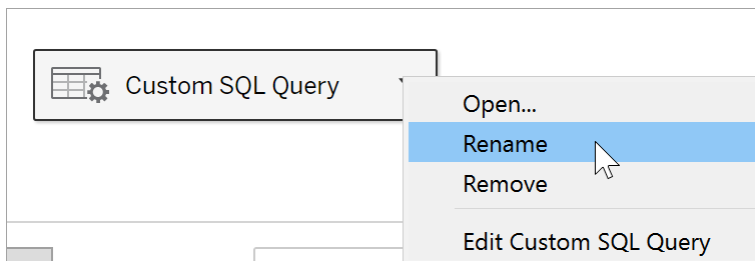 Custom SQL Query
Open...
Rename
Remove
Edit Custom SQL Query